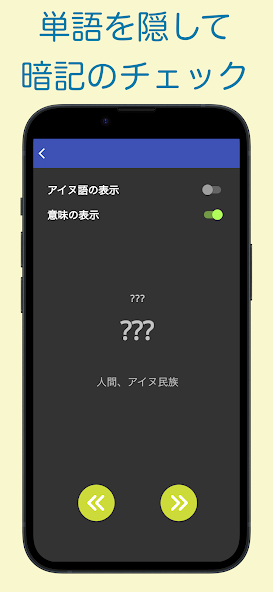 単語を隠して
暗記のチェック
アイヌ語の表示
意味の表示
???
???
人間、アイヌ民族